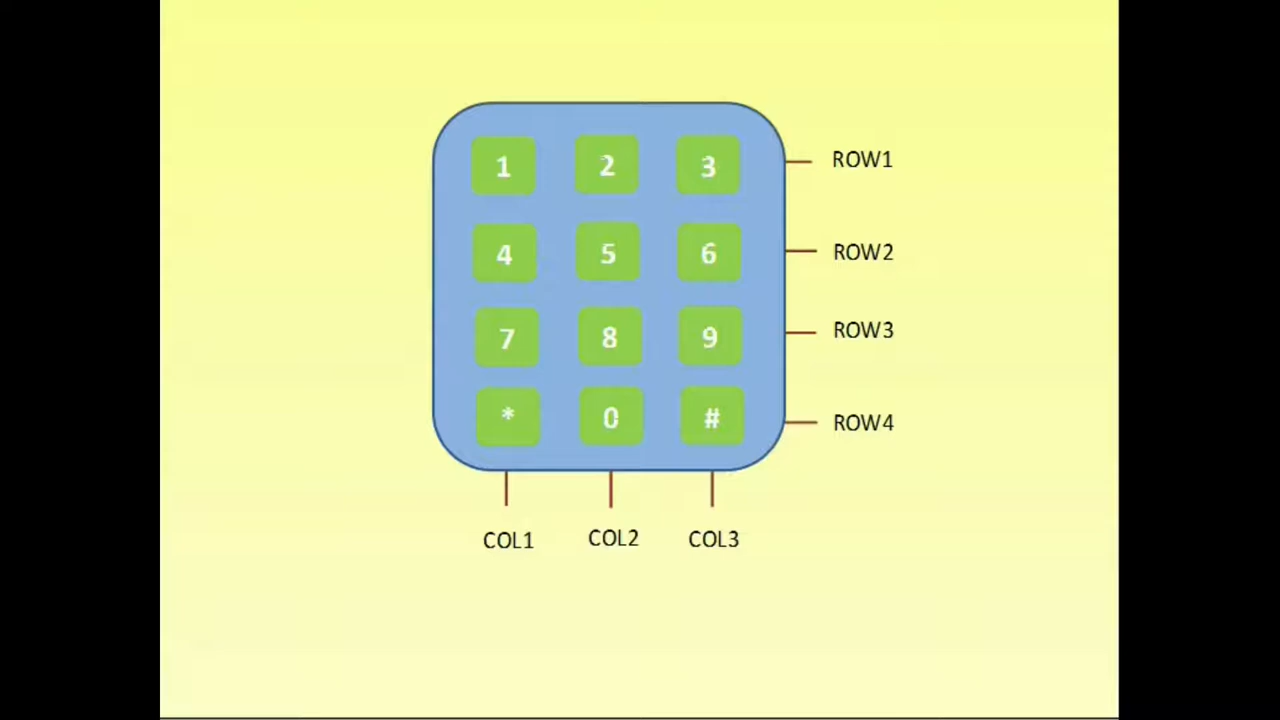 1 2 3 ROW1
4 5 6 ROW2
7 8 9 ROW3
* 0 # ROW4
COL1 COL2 COL3